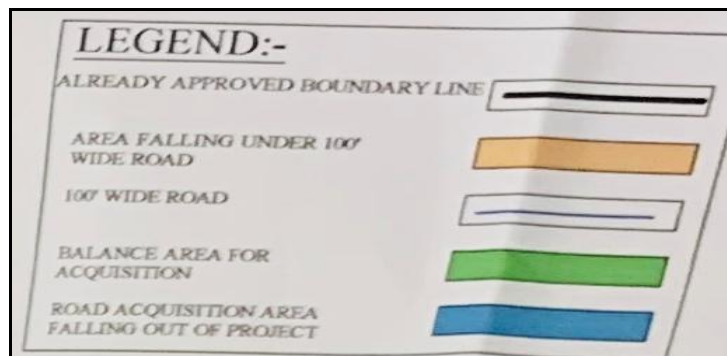 LEGEND:-
ALREADY APPROVED BOUNDARY LINE
AREA FALLING UNDER 100'
WIDE ROAD
100' WIDE ROAD
BALANCE AREA FOR
ACQUISITION
ROAD ACQUISITION AREA
FALLING OUT OF PROJECT